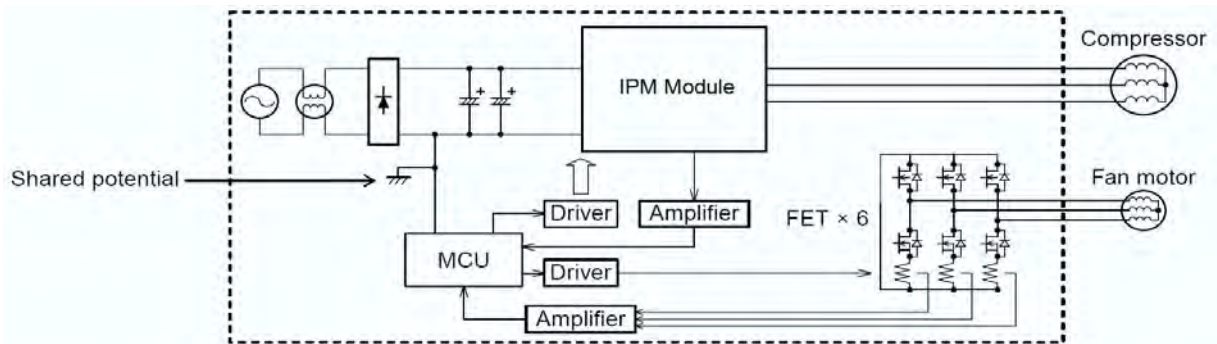 Compressor
IPM Module
Shared potential
Fan motor
Driver
Amplifier
FET × 6
MCU
Driver
Amplifier
+
+